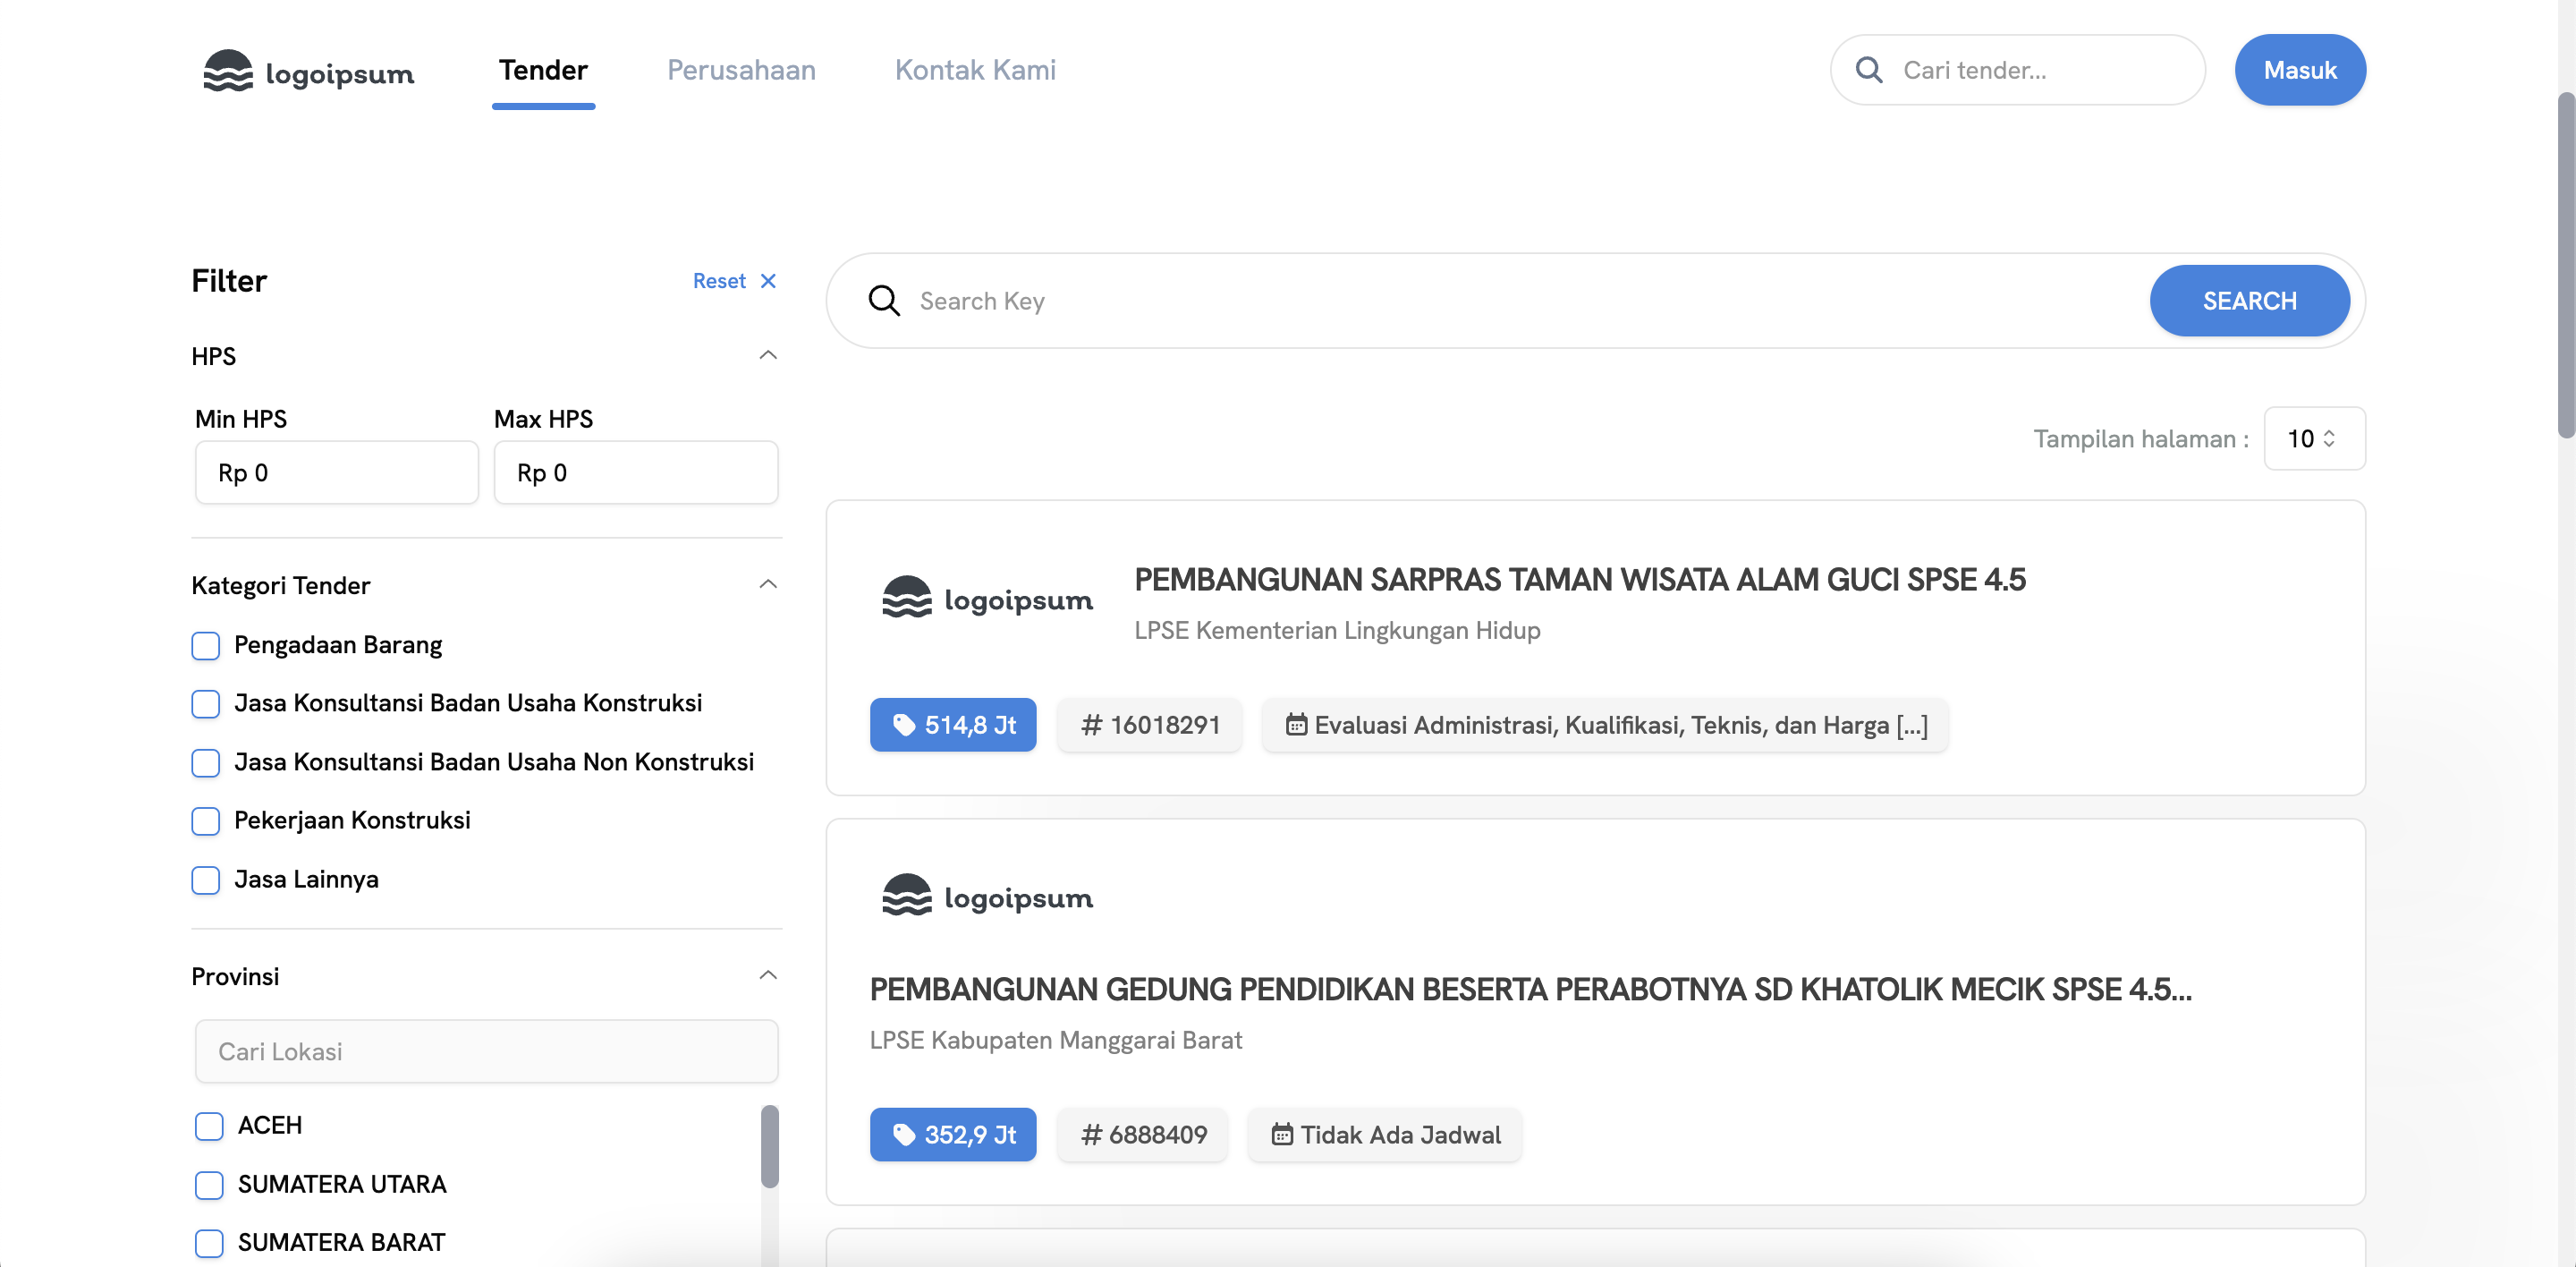 logoipsum
Tender
Perusahaan
Kontak Kami
Cari tender...
Masuk
Filter
Reset
HPS
Min HPS
Max HPS
Rp 0
Rp 0
Kategori Tender
Pengadaan Barang
Jasa Konsultansi Badan Usaha Konstruksi
Jasa Konsultansi Badan Usaha Non Konstruksi
Pekerjaan Konstruksi
Jasa Lainnya
Provinsi
Cari Lokasi
ACEH
SUMATERA UTARA
SUMATERA BARAT
Search Key
SEARCH
Tampilan halaman :
10
logoipsum
PEMBANGUNAN SARPRAS TAMAN WISATA ALAM GUCI SPSE 4.5
LPSE Kementerian Lingkungan Hidup
514,8 Jt
# 16018291
Evaluasi Administrasi, Kualifikasi, Teknis, dan Harga [...]
logoipsum
PEMBANGUNAN GEDUNG PENDIDIKAN BESERTA PERABOTNYA SD KHATOLIK MECIK SPSE 4.5...
LPSE Kabupaten Manggarai Barat
352,9 Jt
# 6888409
Tidak Ada Jadwal